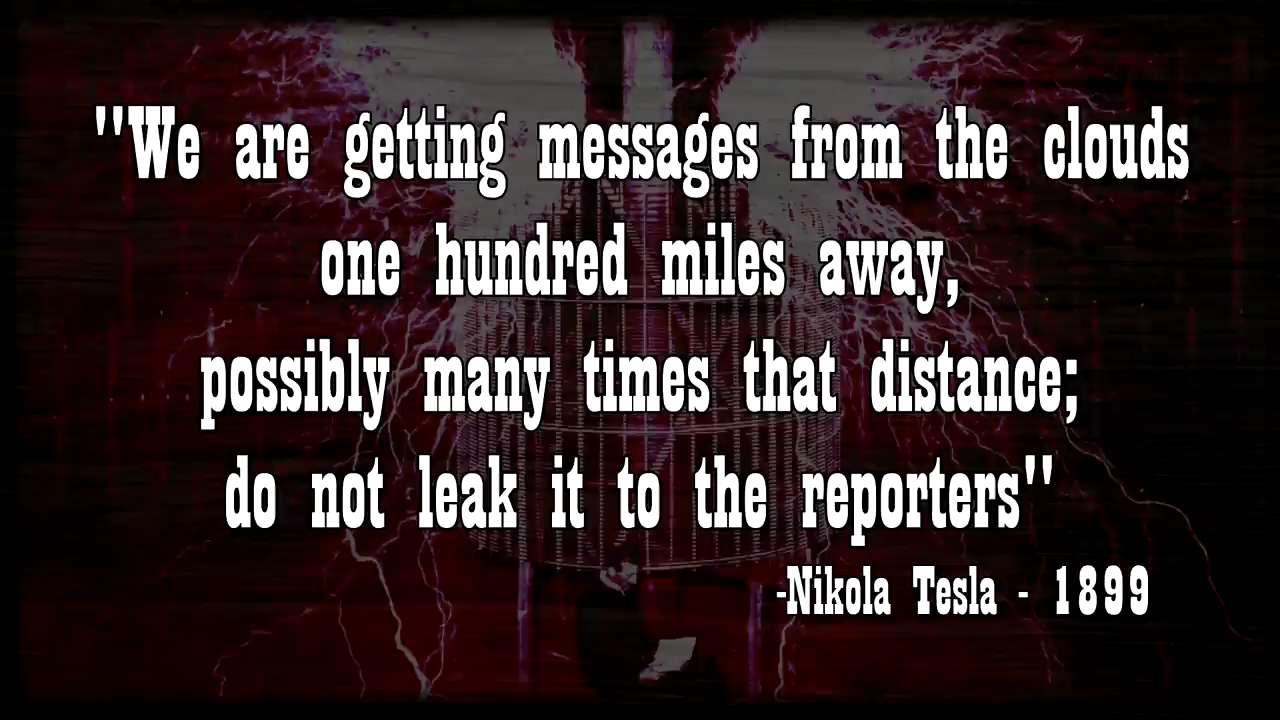 "We are getting messages from the clouds
one hundred miles away,
possibly many times that distance;
do not leak it to the reporters"
-Nikola Tesla - 1899